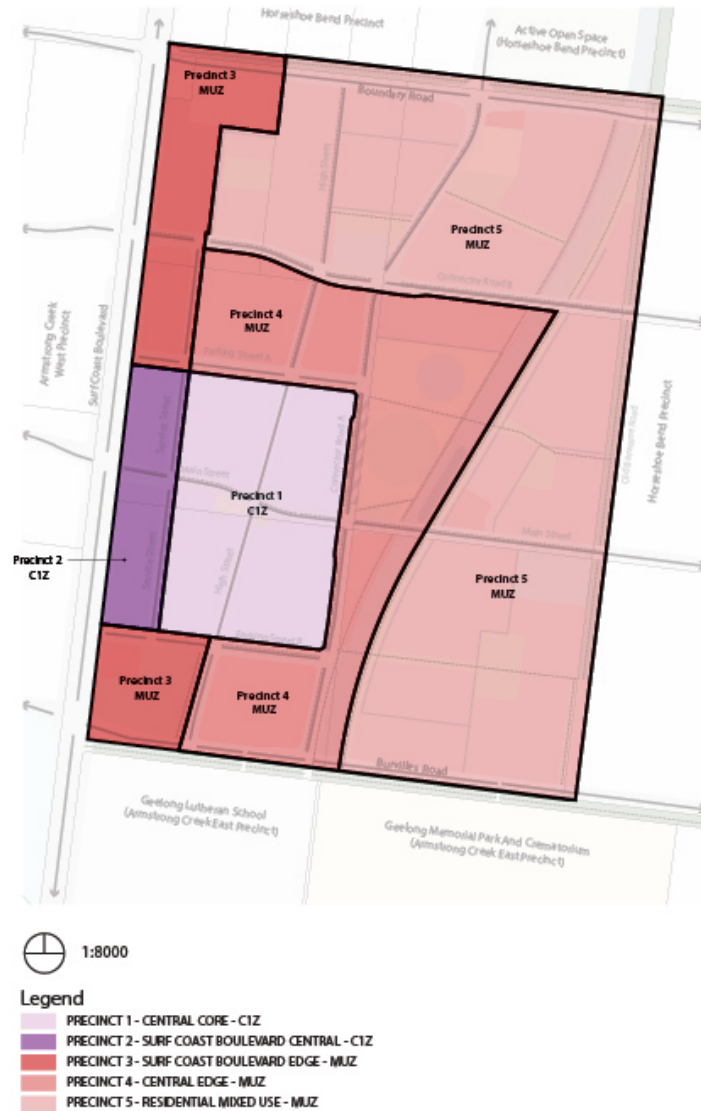 Horseshoe Bend Precinct
Active Open Space
(Horseshoe Bend Precinct)
Precinct 3
MUZ
Boundary Road
High Street
Precinct 5
MUZ
Armstrong Creek
West Precinct
Surf Coast Boulevard
Precinct 4
MUZ
Horseshoe Bend Precinct
Precinct 1
C1Z
High Street
Main Street
Precinct 2
C1Z
Precinct 5
MUZ
Precinct 3
MUZ
Precinct 4
MUZ
Burvilles Road
Geelong Lutheran School
(Armstrong Creek East Precinct)
Geelong Memorial Park And Crematorium
(Armstrong Creek East Precinct)
1:8000
Legend
PRECINCT 1 - CENTRAL CORE - C1Z
PRECINCT 2 - SURF COAST BOULEVARD CENTRAL - C1Z
PRECINCT 3 - SURF COAST BOULEVARD EDGE - MUZ
PRECINCT 4 - CENTRAL EDGE - MUZ
PRECINCT 5 - RESIDENTIAL MIXED USE - MUZ